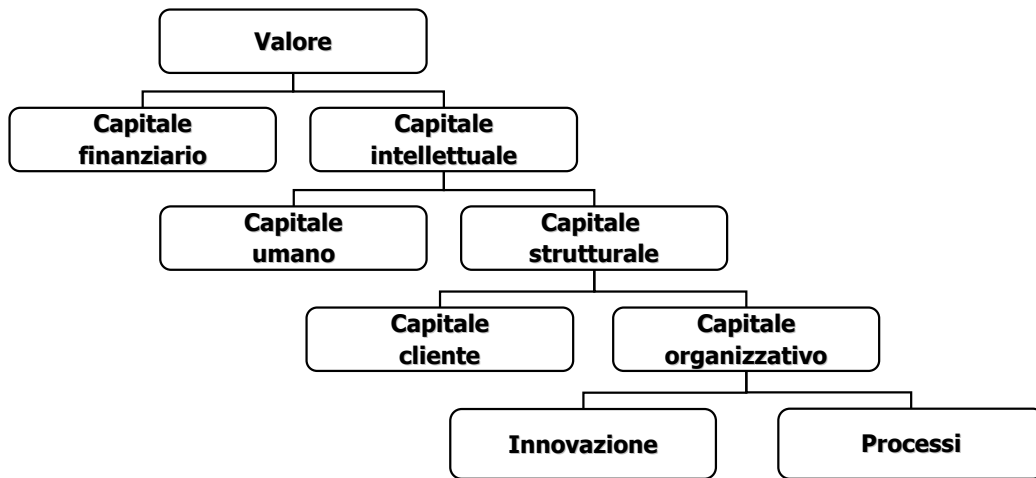 Valore
Capitale
finanziario
Capitale
intellettuale
Capitale
umano
Capitale
strutturale
Capitale
cliente
Capitale
organizzativo
Innovazione
Processi